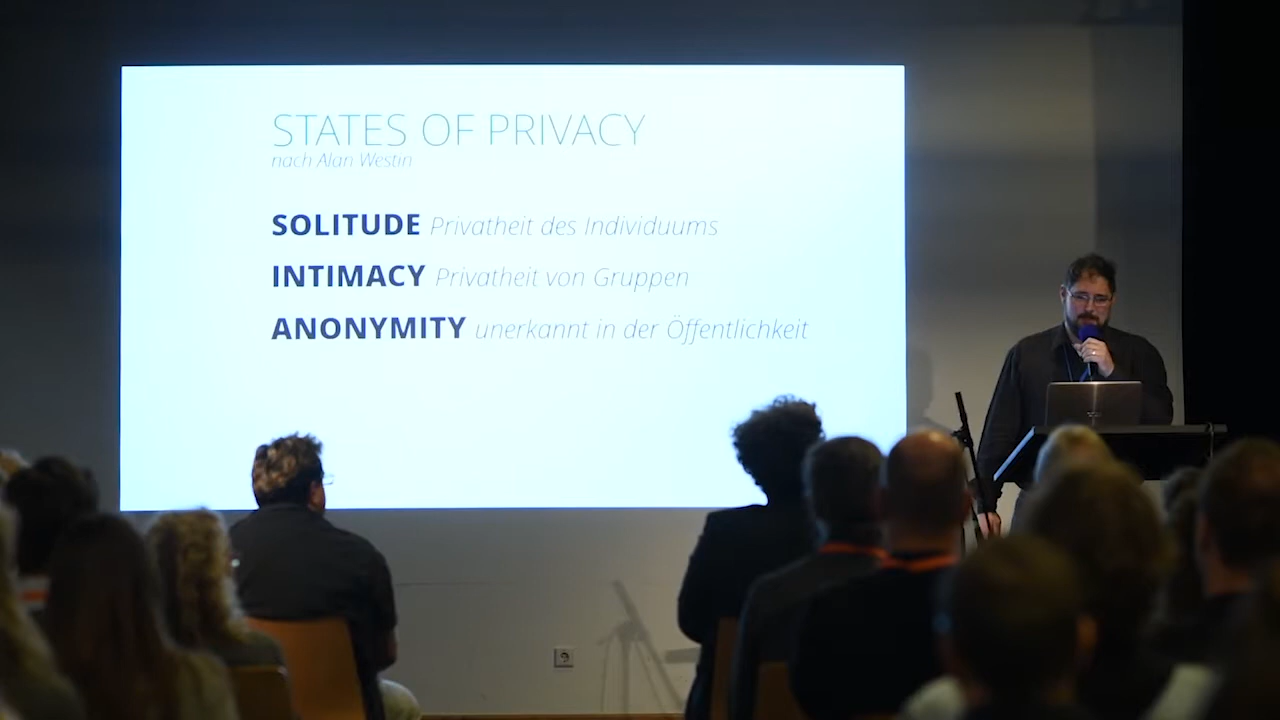 STATES OF PRIVACY
nach Alan Westin
SOLITUDE Privatheit des Individuums
INTIMACY Privatheit von Gruppen
ANONYMITY unerkannt in der Öffentlichkeit